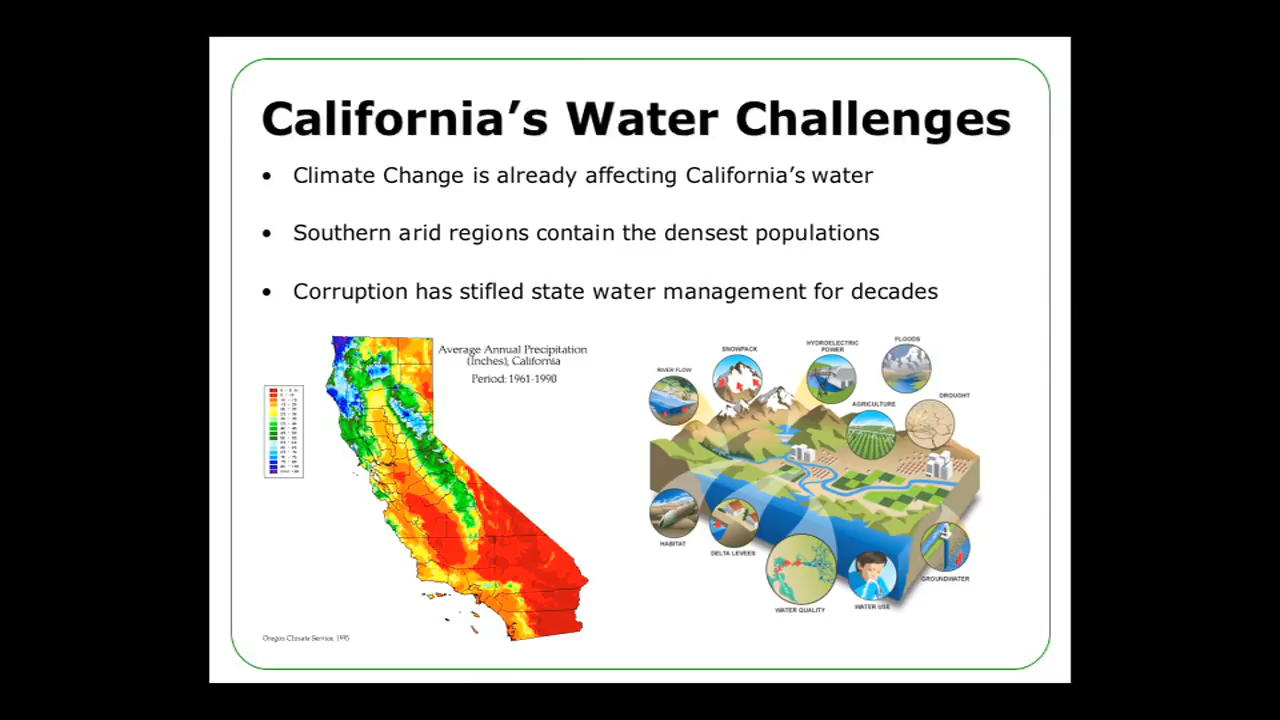 California's Water Challenges
• Climate Change is already affecting California's water
• Southern arid regions contain the densest populations
• Corruption has stifled state water management for decades
Average Annual Precipitation
(Inches), California
Period: 1961-1990
Oregon Climate Service, 1995
SNOWPACK
HYDROELECTRIC
POWER
FLOODS
RIVER FLOW
DROUGHT
AGRICULTURE
HABITAT
DELTA LEVEES
GROUNDWATER
WATER QUALITY
WATER USE